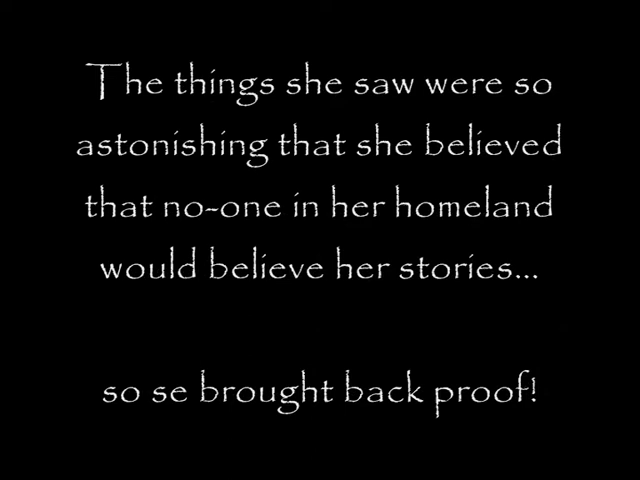 The things she saw were so
astonishing that she believed
that no-one in her homeland
would believe her stories...
so se brought back proof!